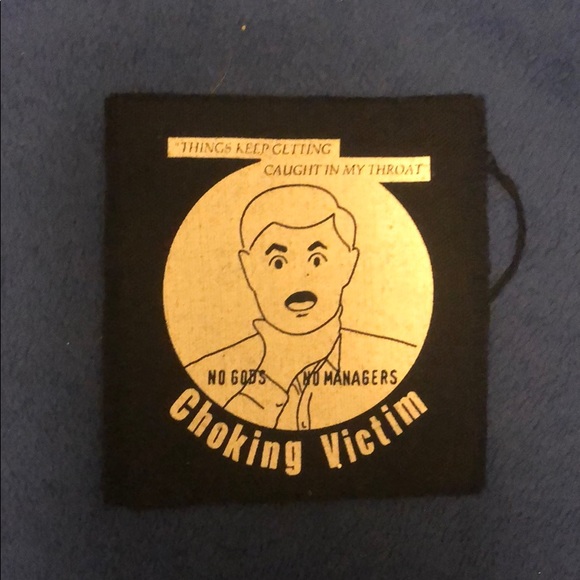 "THINGS KEEP GETTING
CAUGHT IN MY THROAT"
NO GODS NO MANAGERS
Choking Victim